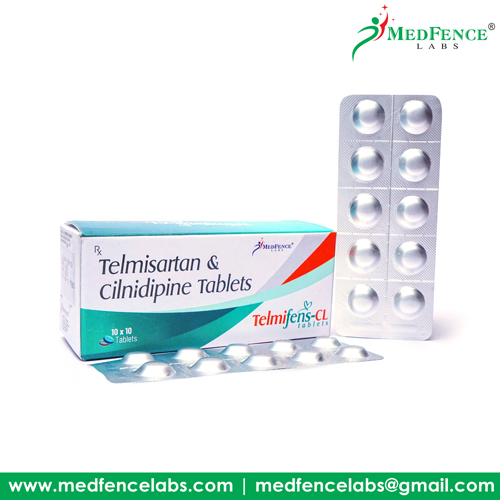 MEDFENCE®
LABS
Rx
MEDFENCE®
LABS
Telmisartan &
Cilnidipine Tablets
10 x 10
Tablets
Telmifens-CL
tablets
www.medfencelabs.com | medfencelabs@gmail.com